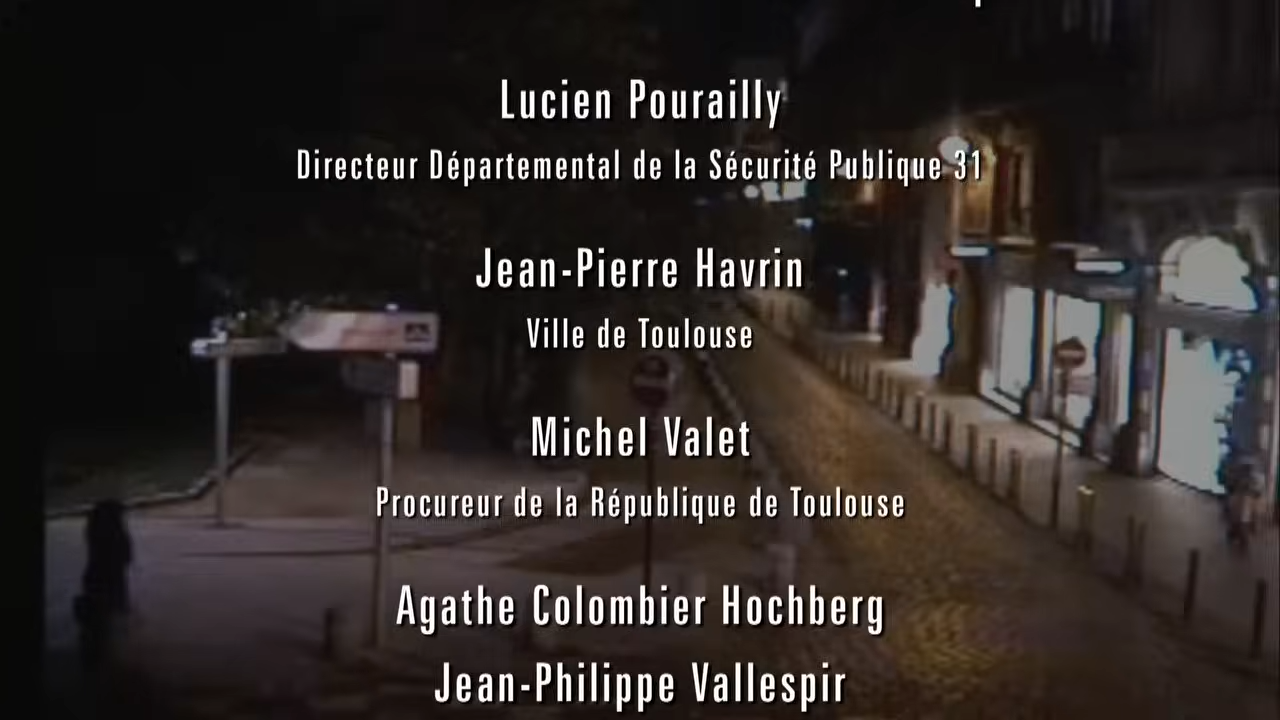 Lucien Pourailly
Directeur Départemental de la Sécurité Publique 31
Jean-Pierre Havrin
Ville de Toulouse
Michel Valet
Procureur de la République de Toulouse
Agathe Colombier Hochberg
Jean-Philippe Vallespir